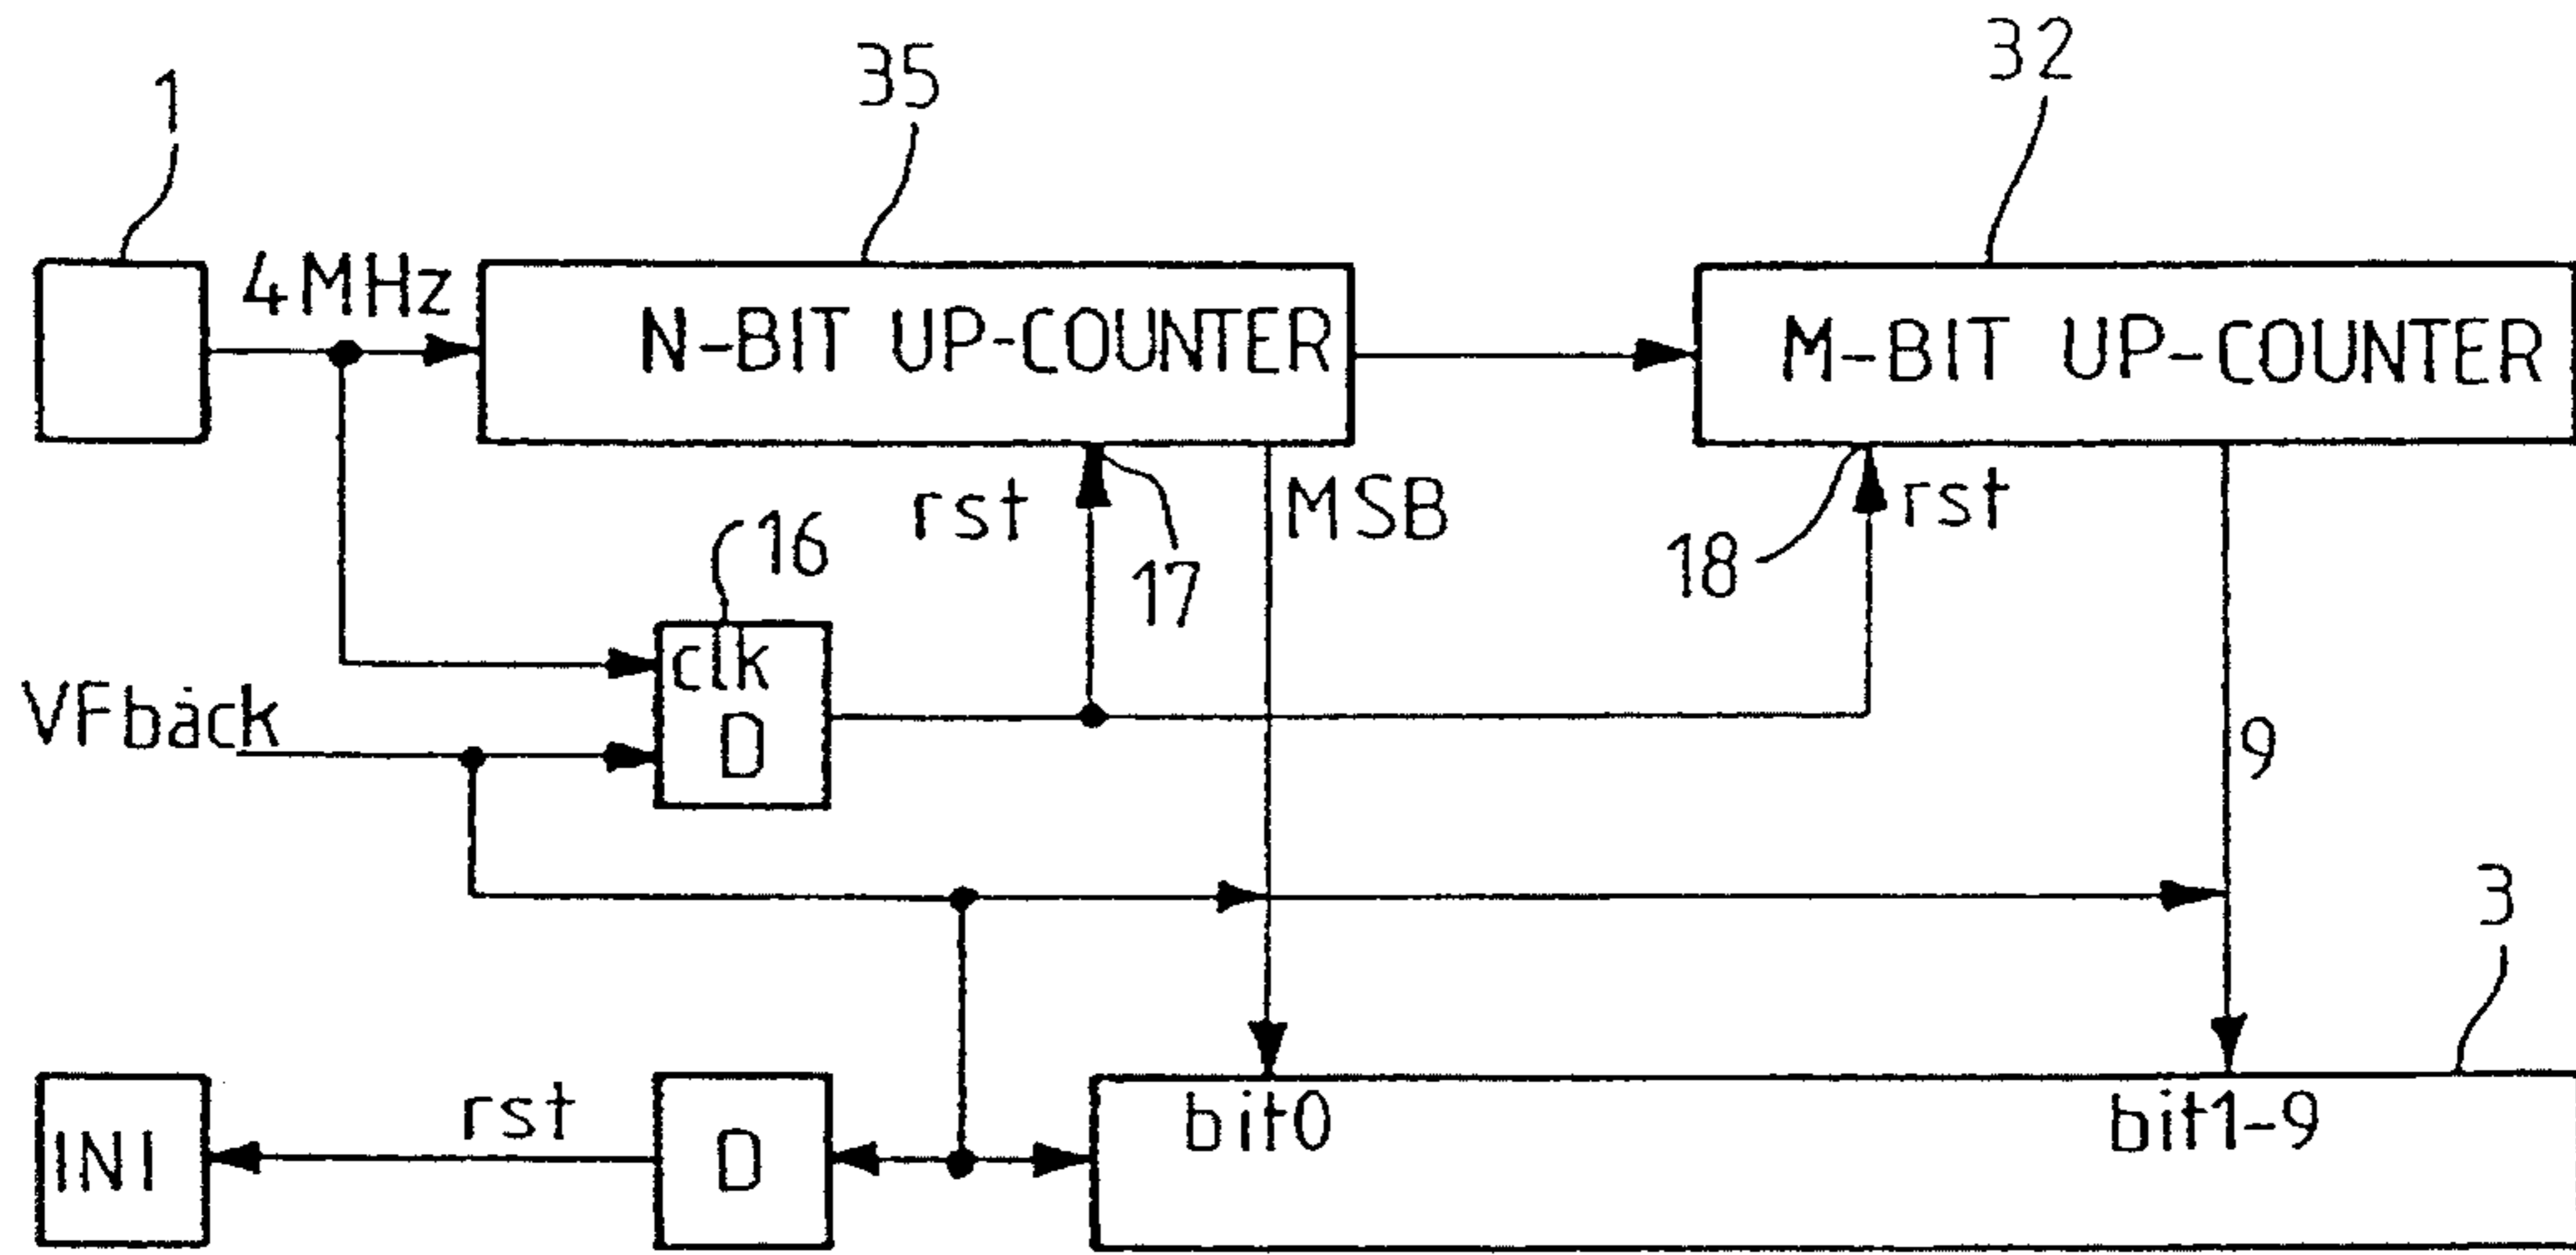 1
35
32
4MHz
N-BIT UP-COUNTER
M-BIT UP-COUNTER
rst
MSB
rst
16
17
18
clk
D
VFback
9
3
INI
rst
D
bit0
bit1-9